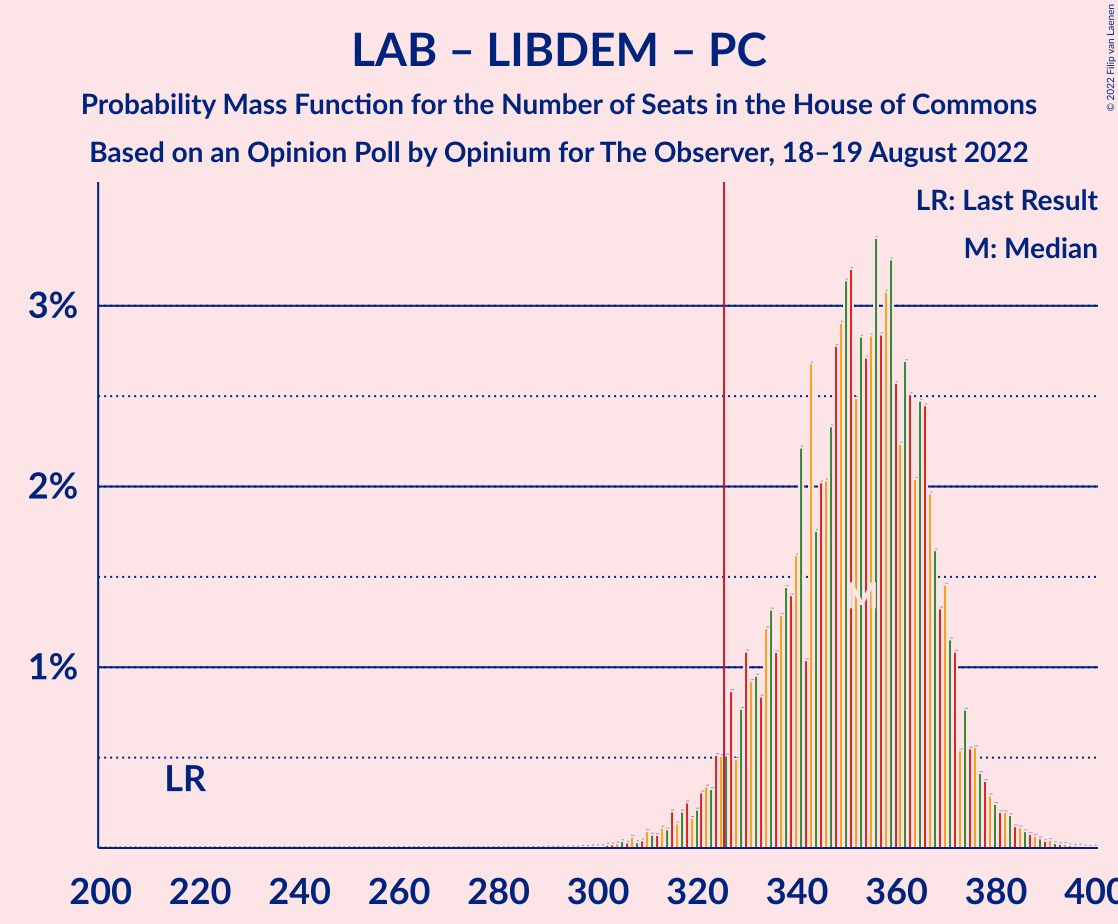 LAB – LIBDEM – PC
Probability Mass Function for the Number of Seats in the House of Commons
Based on an Opinion Poll by Opinium for The Observer, 18–19 August 2022
© 2022 Filip van Laenen
LR: Last Result
M: Median
3%
2%
1%
M
LR
200 220 240 260 280 300 320 340 360 380 400